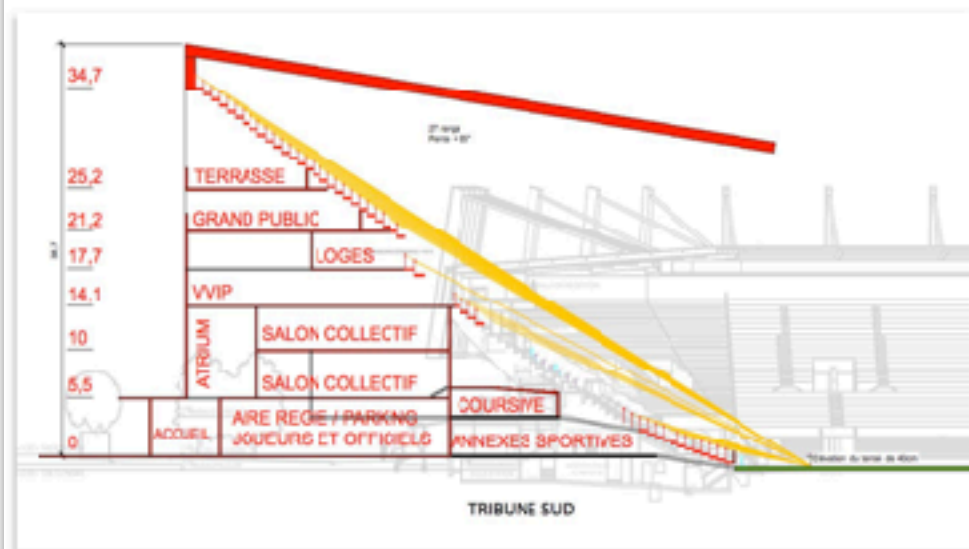 34,7
25,2
TERRASSE
21,2
GRAND PUBLIC
17,7
LOGES
14,1
VVIP
10
ATRIUM
SALON COLLECTIF
5,5
SALON COLLECTIF
COURSIVE
0
ACCUEIL
AIRE REGIE / PARKING
JOUEURS ET OFFICIELS
ANNEXES SPORTIVES
TRIBUNE SUD